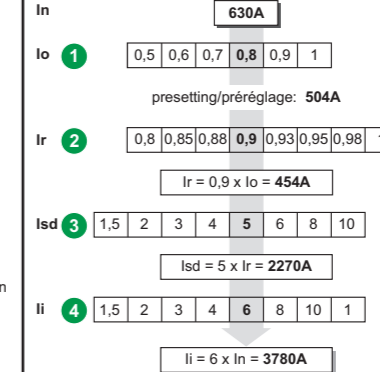 In 630A
Io 1 0,5 0,6 0,7 0,8 0,9 1
presetting/préréglage: 504A
Ir 2 0,8 0,85 0,88 0,9 0,93 0,95 0,98 1
Ir = 0,9 x Io = 454A
Isd 3 1,5 2 3 4 5 6 8 10
Isd = 5 x Ir = 2270A
n
Ii 4 1,5 2 3 4 6 8 10 1
Ii = 6 x In = 3780A